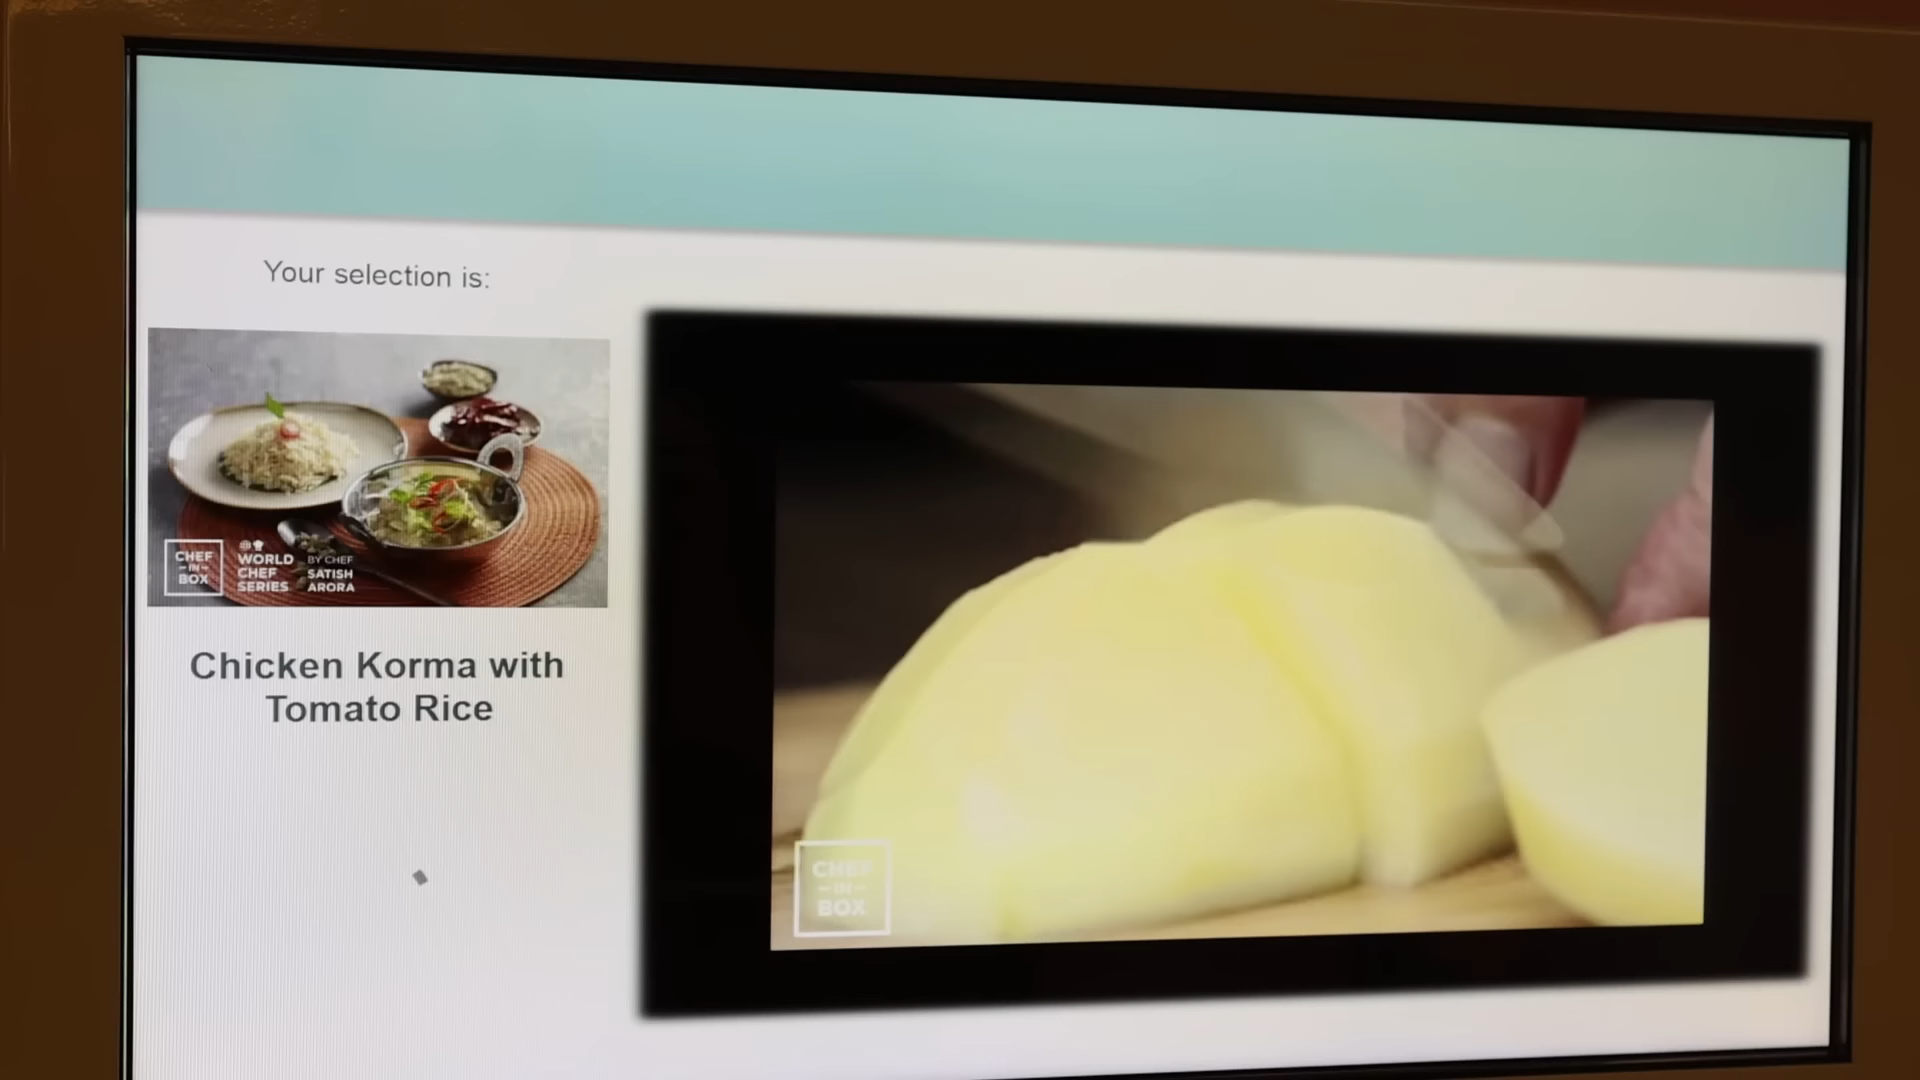 Your selection is:
CHEF
-IN-
BOX
WORLD
CHEF
SERIES
BY CHEF
SATISH
ARORA
Chicken Korma with
Tomato Rice
CHEF
-IN-
BOX